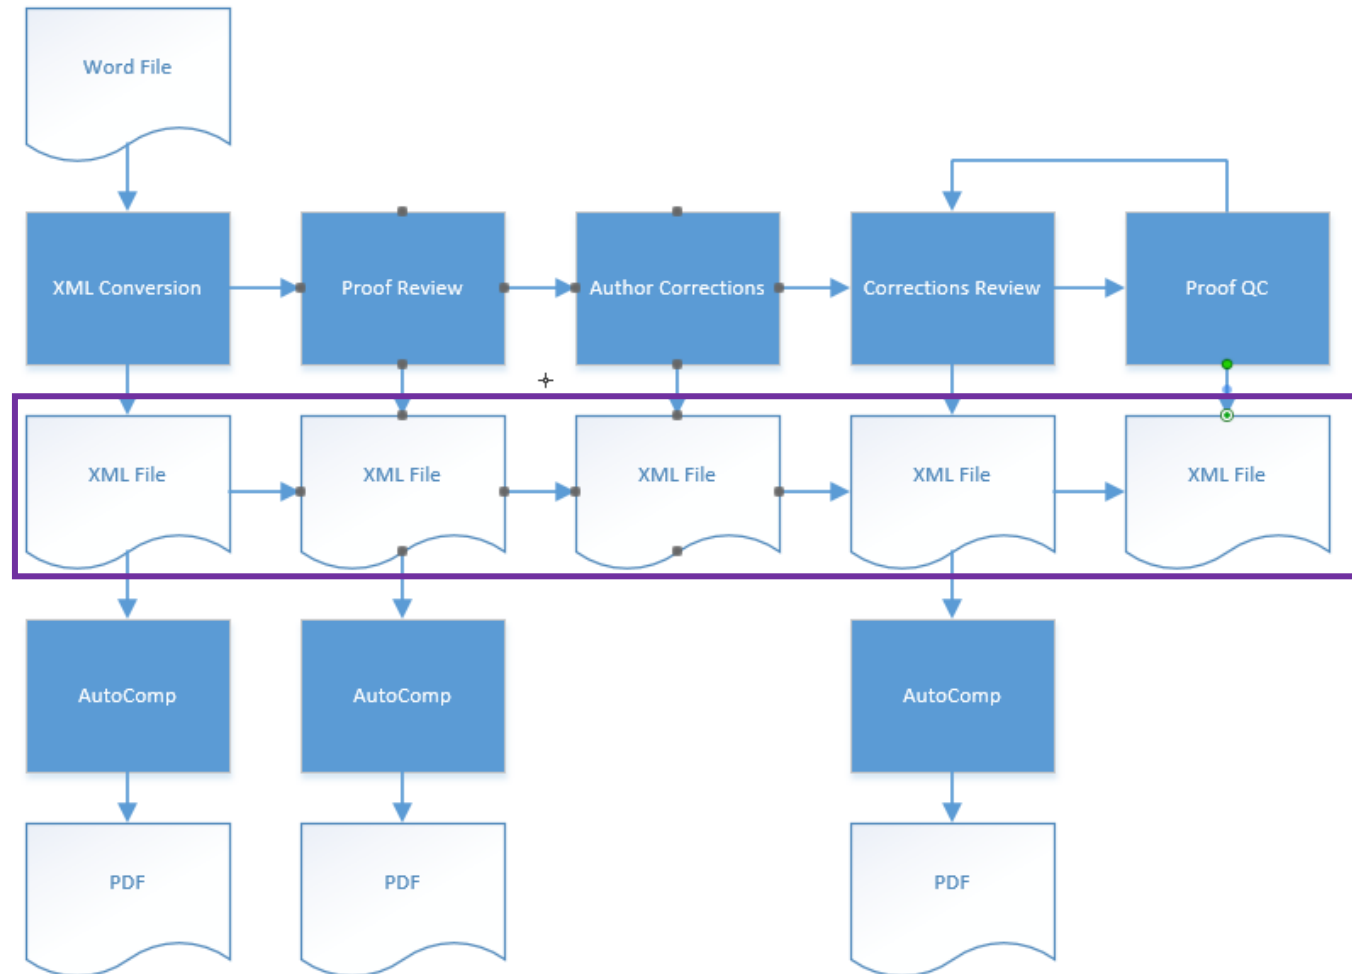 Word File
XML Conversion
Proof Review
Author Corrections
Corrections Review
Proof QC
XML File
XML File
XML File
XML File
XML File
AutoComp
AutoComp
AutoComp
PDF
PDF
PDF